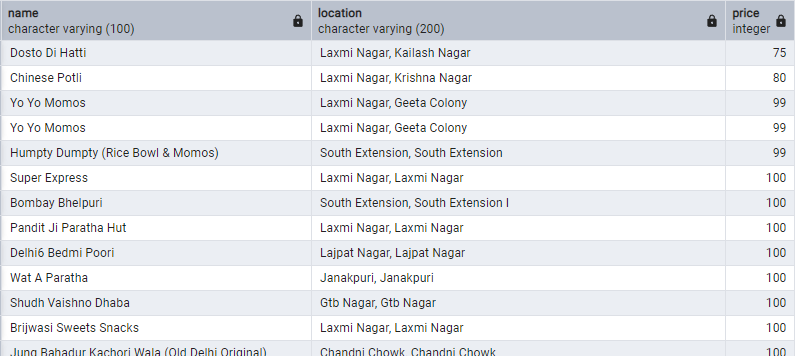 name location price
character varying (100) character varying (200) integer
Dosto Di Hatti Laxmi Nagar, Kailash Nagar 75
Chinese Potli Laxmi Nagar, Krishna Nagar 80
Yo Yo Momos Laxmi Nagar, Geeta Colony 99
Yo Yo Momos Laxmi Nagar, Geeta Colony 99
Humpty Dumpty (Rice Bowl & Momos) South Extension, South Extension 99
Super Express Laxmi Nagar, Laxmi Nagar 100
Bombay Bhelpuri South Extension, South Extension I 100
Pandit Ji Paratha Hut Laxmi Nagar, Laxmi Nagar 100
Delhi6 Bedmi Poori Lajpat Nagar, Lajpat Nagar 100
Wat A Paratha Janakpuri, Janakpuri 100
Shudh Vaishno Dhaba Gtb Nagar, Gtb Nagar 100
Brijwasi Sweets Snacks Laxmi Nagar, Laxmi Nagar 100
Jung Bahadur Kachori Wala (Old Delhi Original) Chandni Chowk, Chandni Chowk 100